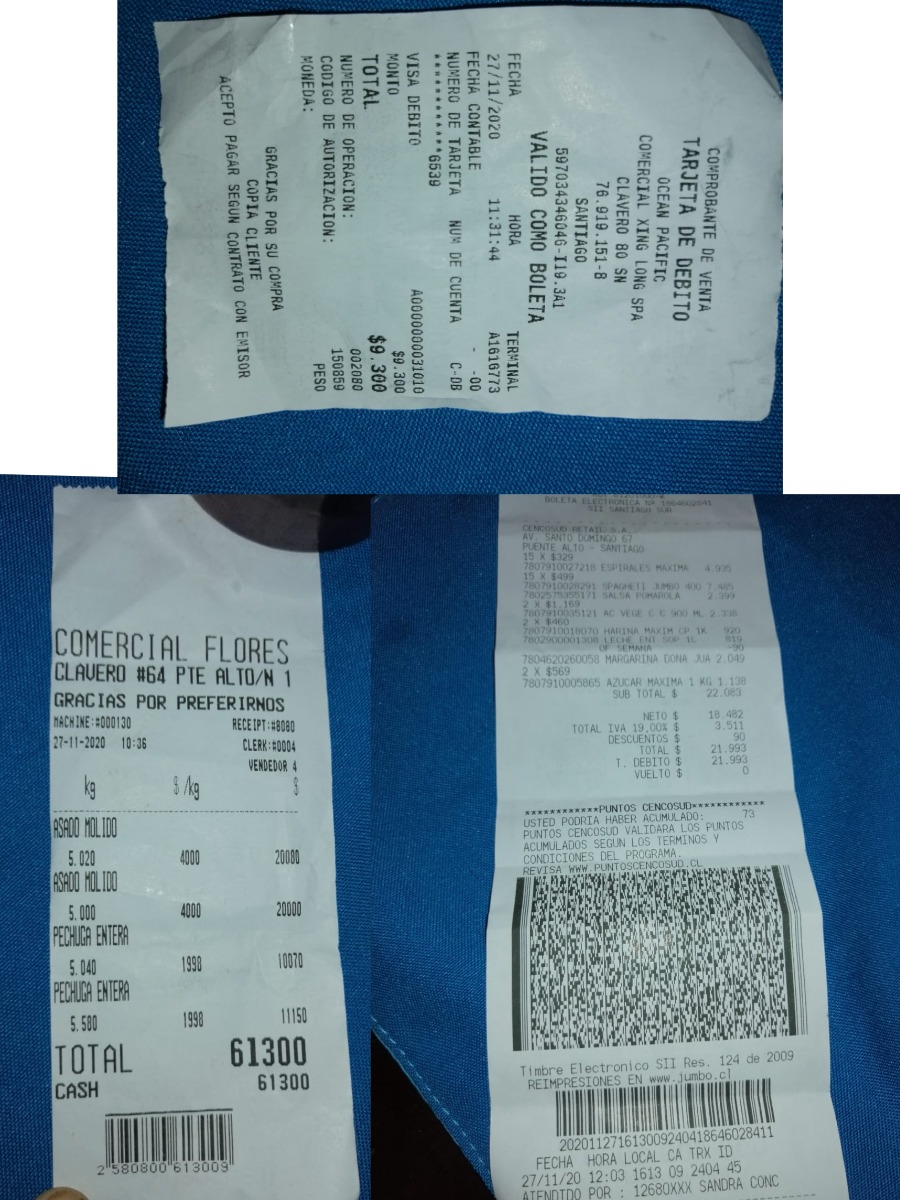 COMPROBANTE DE VENTA
TARJETA DE DEBITO
OCEAN PACIFIC
COMERCIAL XING LONG SPA
CLAVERO 80 SN
76.919.151-8
SANTIAGO
597034346046-I19.3A1
VALIDO COMO BOLETA
FECHA HORA TERMINAL
27/11/2020 11:31:44 A1616773
FECHA CONTABLE - -00
NUMERO DE TARJETA NUM DE CUENTA C-DB
************6539
VISA DEBITO A0000000031010
MONTO $9.300
TOTAL $9.300
NUMERO DE OPERACION: 002080
CODIGO DE AUTORIZACION: 150859
MONEDA: PESO
GRACIAS POR SU COMPRA
COPIA CLIENTE
ACEPTO PAGAR SEGUN CONTRATO CON EMISOR
COMERCIAL FLORES
CLAVERO #64 PTE ALTO/N 1
GRACIAS POR PREFERIRNOS
MACHINE:#000130 RECEIPT:#8080
27-11-2020 10:36 CLERK:#0004
VENDEDOR 4
kg $/kg $
ASADO MOLIDO
5.020 4000 20080
ASADO MOLIDO
5.000 4000 20000
PECHUGA ENTERA
5.040 1998 10070
PECHUGA ENTERA
5.580 1998 11150
TOTAL 61300
CASH 61300
2 580800 613009
BOLETA ELECTRONICA Nº
SII SANTIAGO SUR
CENCOSUD RETAIL S.A.
AV. SANTO DOMINGO 67
PUENTE ALTO - SANTIAGO
15 X $329
7807910027218 ESPIRALES MAXIMA 4.935
15 X $499
7807910028291 SPAGHETI JUMBO 400 7.485
7802575355171 SALSA POMAROLA 2.399
2 X $1.169
7807910035121 AC VEGE C C 900 ML 2.338
2 X $460
7807910018070 HARINA MAXIM CP 1K 920
7802900001308 LECHE ENT SOP 1L 819
OF SEMANA -90
7804620260058 MARGARINA DONA JUA 2.049
2 X $569
7807910005865 AZUCAR MAXIMA 1 KG 1.138
SUB TOTAL $ 22.083
NETO $ 18.482
TOTAL IVA 19,00% $ 3.511
DESCUENTOS $ 90
TOTAL $ 21.993
T. DEBITO $ 21.993
VUELTO $ 0
************PUNTOS CENCOSUD************
USTED PODRIA HABER ACUMULADO: 73
PUNTOS CENCOSUD VALIDARA LOS PUNTOS
ACUMULADOS SEGUN LOS TERMINOS Y
CONDICIONES DEL PROGRAMA.
REVISA WWW.PUNTOSCENCOSUD.CL
Timbre Electronico SII Res. 124 de 2009
REIMPRESIONES EN www.jumbo.cl
202011271613009240418646028411
FECHA HORA LOCAL CA TRX ID
27/11/20 12:03 1613 09 2404 45
ATENDIDO POR : 12680XXX SANDRA CONC